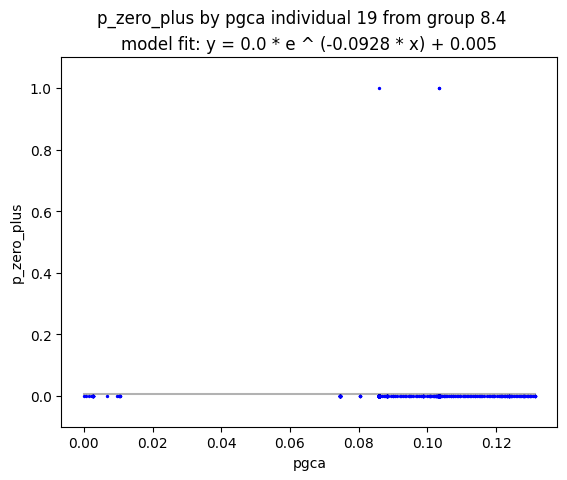 p_zero_plus by pgca individual 19 from group 8.4
model fit: y = 0.0 * e ^ (-0.0928 * x) + 0.005
1.0
0.8
0.6
0.4
0.2
0.0
p_zero_plus
0.00 0.02 0.04 0.06 0.08 0.10 0.12
pgca